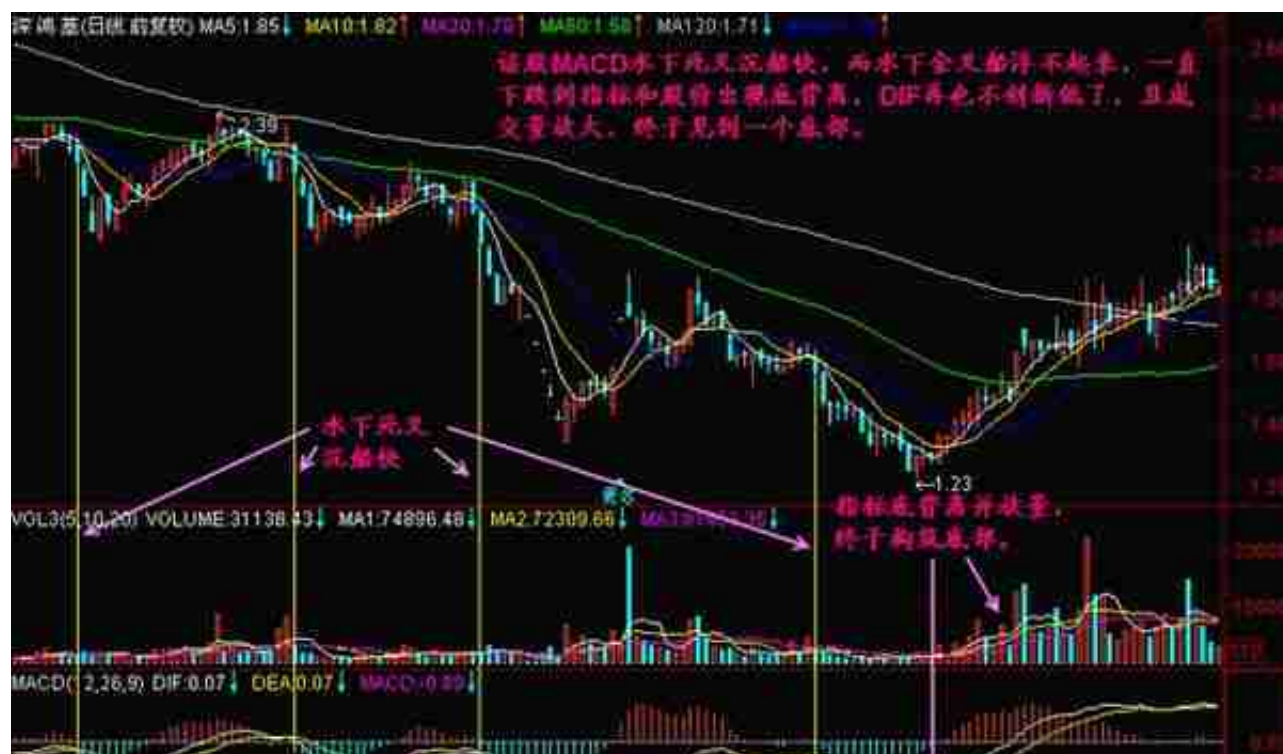 深鸿基(日线.前复权) MA5:1.85↓ MA10:1.82↑ MA20:1.78↑ MA60:1.58↑ MA120:1.71↓
该股MACD水下死叉沉船快，而水下金叉船浮不起来，一直
下跌到指标和股价出现底背离，DIF再也不创新低了，且成
交量放大，终于见到一个底部。
2.39
水下死叉
沉船快
←1.23
指标底背离并放量，
终于构筑底部。
VOL3(5,10,20) VOLUME:31138.43↓ MA1:74896.48↓ MA2:72309.66↓
MACD(12,26,9) DIF:0.07↓ DEA:0.07↓